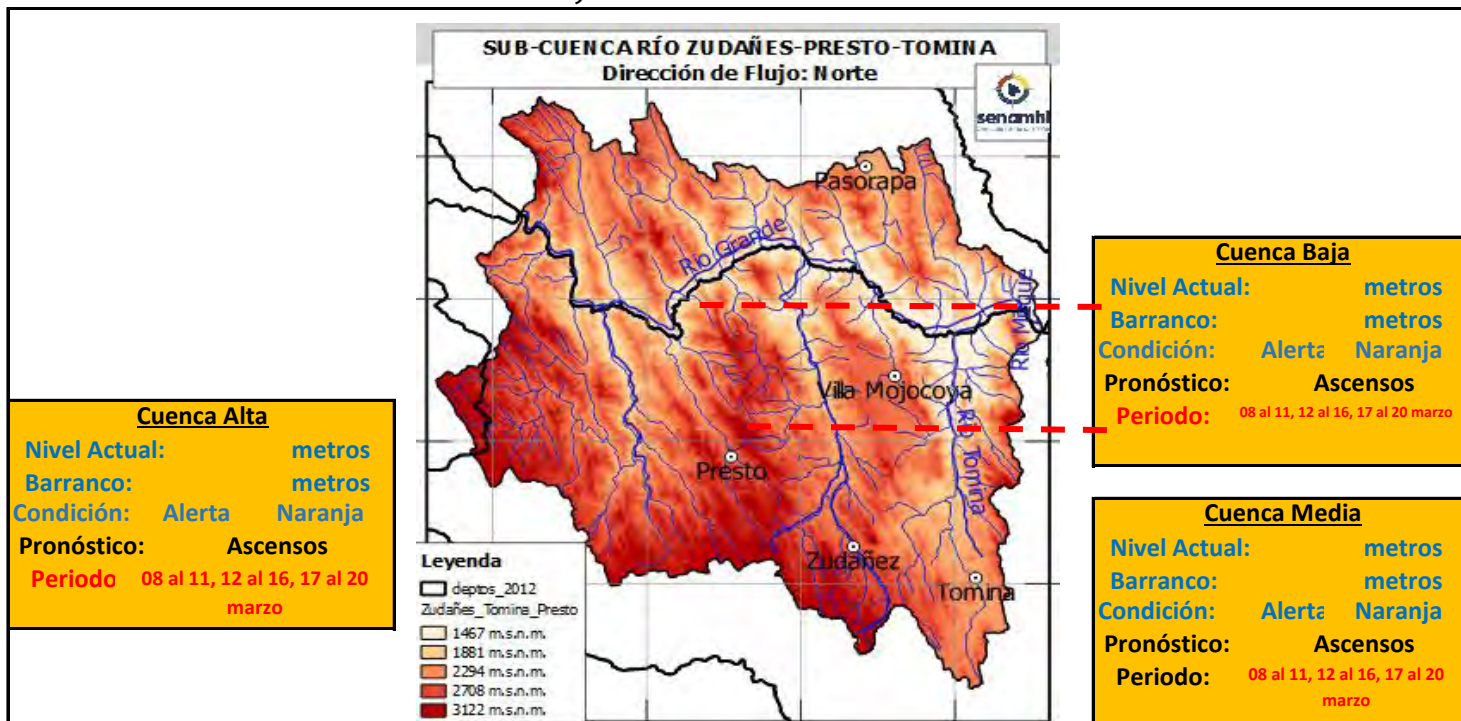 SUB-CUENCA RÍO ZUDAÑES-PRESTO-TOMINA
Dirección de Flujo: Norte
senamhi
Pasorapa
Río Grande
Río Mizque
Villa Mojocoya
Río Tomina
Presto
Zudáñez
Tomina
Leyenda
deptos_2012
Zudañes_Tomina_Presto
1467 m.s.n.m.
1881 m.s.n.m.
2294 m.s.n.m.
2708 m.s.n.m.
3122 m.s.n.m.
Cuenca Alta
Nivel Actual: metros
Barranco: metros
Condición: Alerta Naranja
Pronóstico: Ascensos
Periodo 08 al 11, 12 al 16, 17 al 20
marzo
Cuenca Baja
Nivel Actual: metros
Barranco: metros
Condición: Alerta Naranja
Pronóstico: Ascensos
Periodo: 08 al 11, 12 al 16, 17 al 20 marzo
Cuenca Media
Nivel Actual: metros
Barranco: metros
Condición: Alerta Naranja
Pronóstico: Ascensos
Periodo: 08 al 11, 12 al 16, 17 al 20
marzo